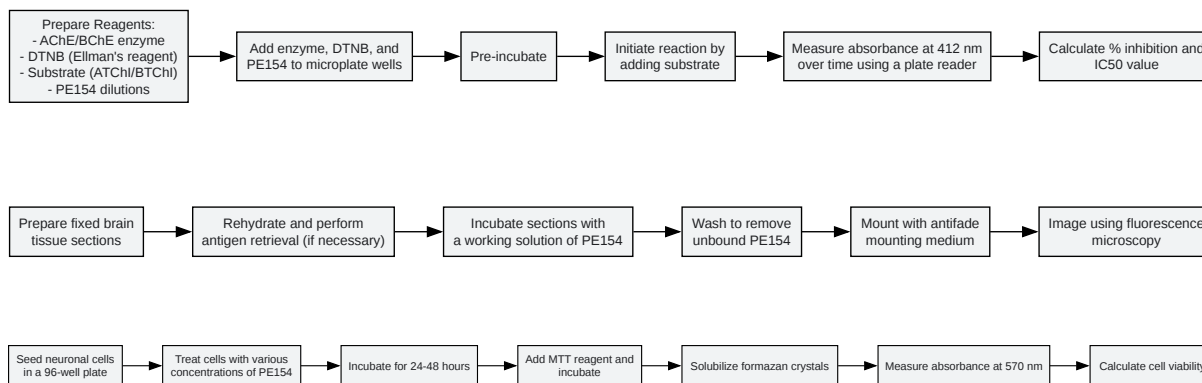 Prepare Reagents:
- AChE/BChE enzyme
- DTNB (Ellman's reagent)
- Substrate (ATChI/BTChI)
- PE154 dilutions
Add enzyme, DTNB, and
PE154 to microplate wells
Pre-incubate
Initiate reaction by
adding substrate
Measure absorbance at 412 nm
over time using a plate reader
Calculate % inhibition and
IC50 value
Prepare fixed brain
tissue sections
Rehydrate and perform
antigen retrieval (if necessary)
Incubate sections with
a working solution of PE154
Wash to remove
unbound PE154
Mount with antifade
mounting medium
Image using fluorescence
microscopy
Seed neuronal cells
in a 96-well plate
Treat cells with various
concentrations of PE154
Incubate for 24-48 hours
Add MTT reagent and
incubate
Solubilize formazan crystals
Measure absorbance at 570 nm
Calculate cell viability